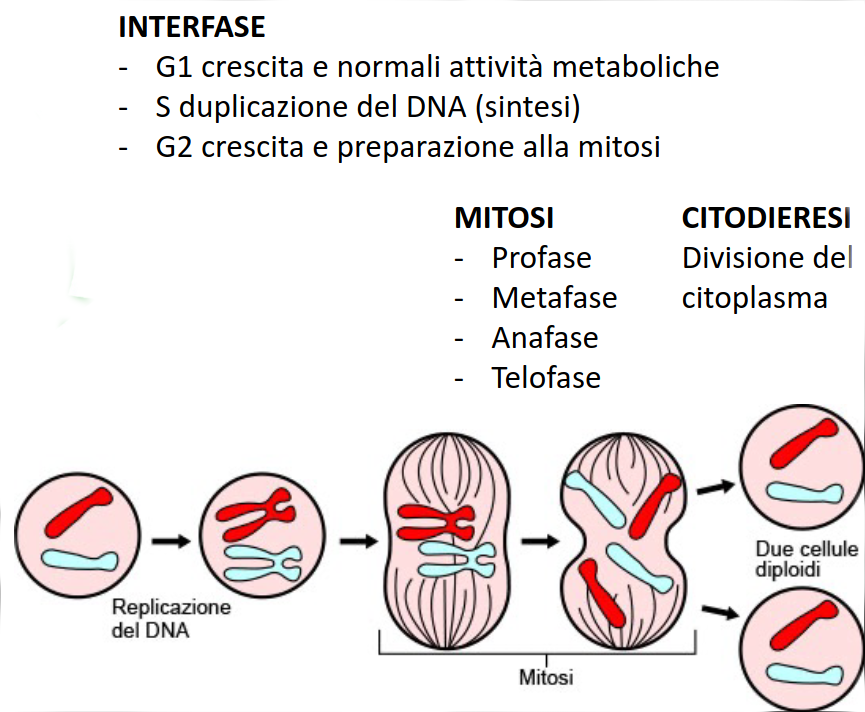 INTERFASE
- G1 crescita e normali attività metaboliche
- S duplicazione del DNA (sintesi)
- G2 crescita e preparazione alla mitosi
MITOSI
- Profase
- Metafase
- Anafase
- Telofase
CITODIERESI
Divisione del
citoplasma
Replicazione
del DNA
Mitosi
Due cellule
diploidi